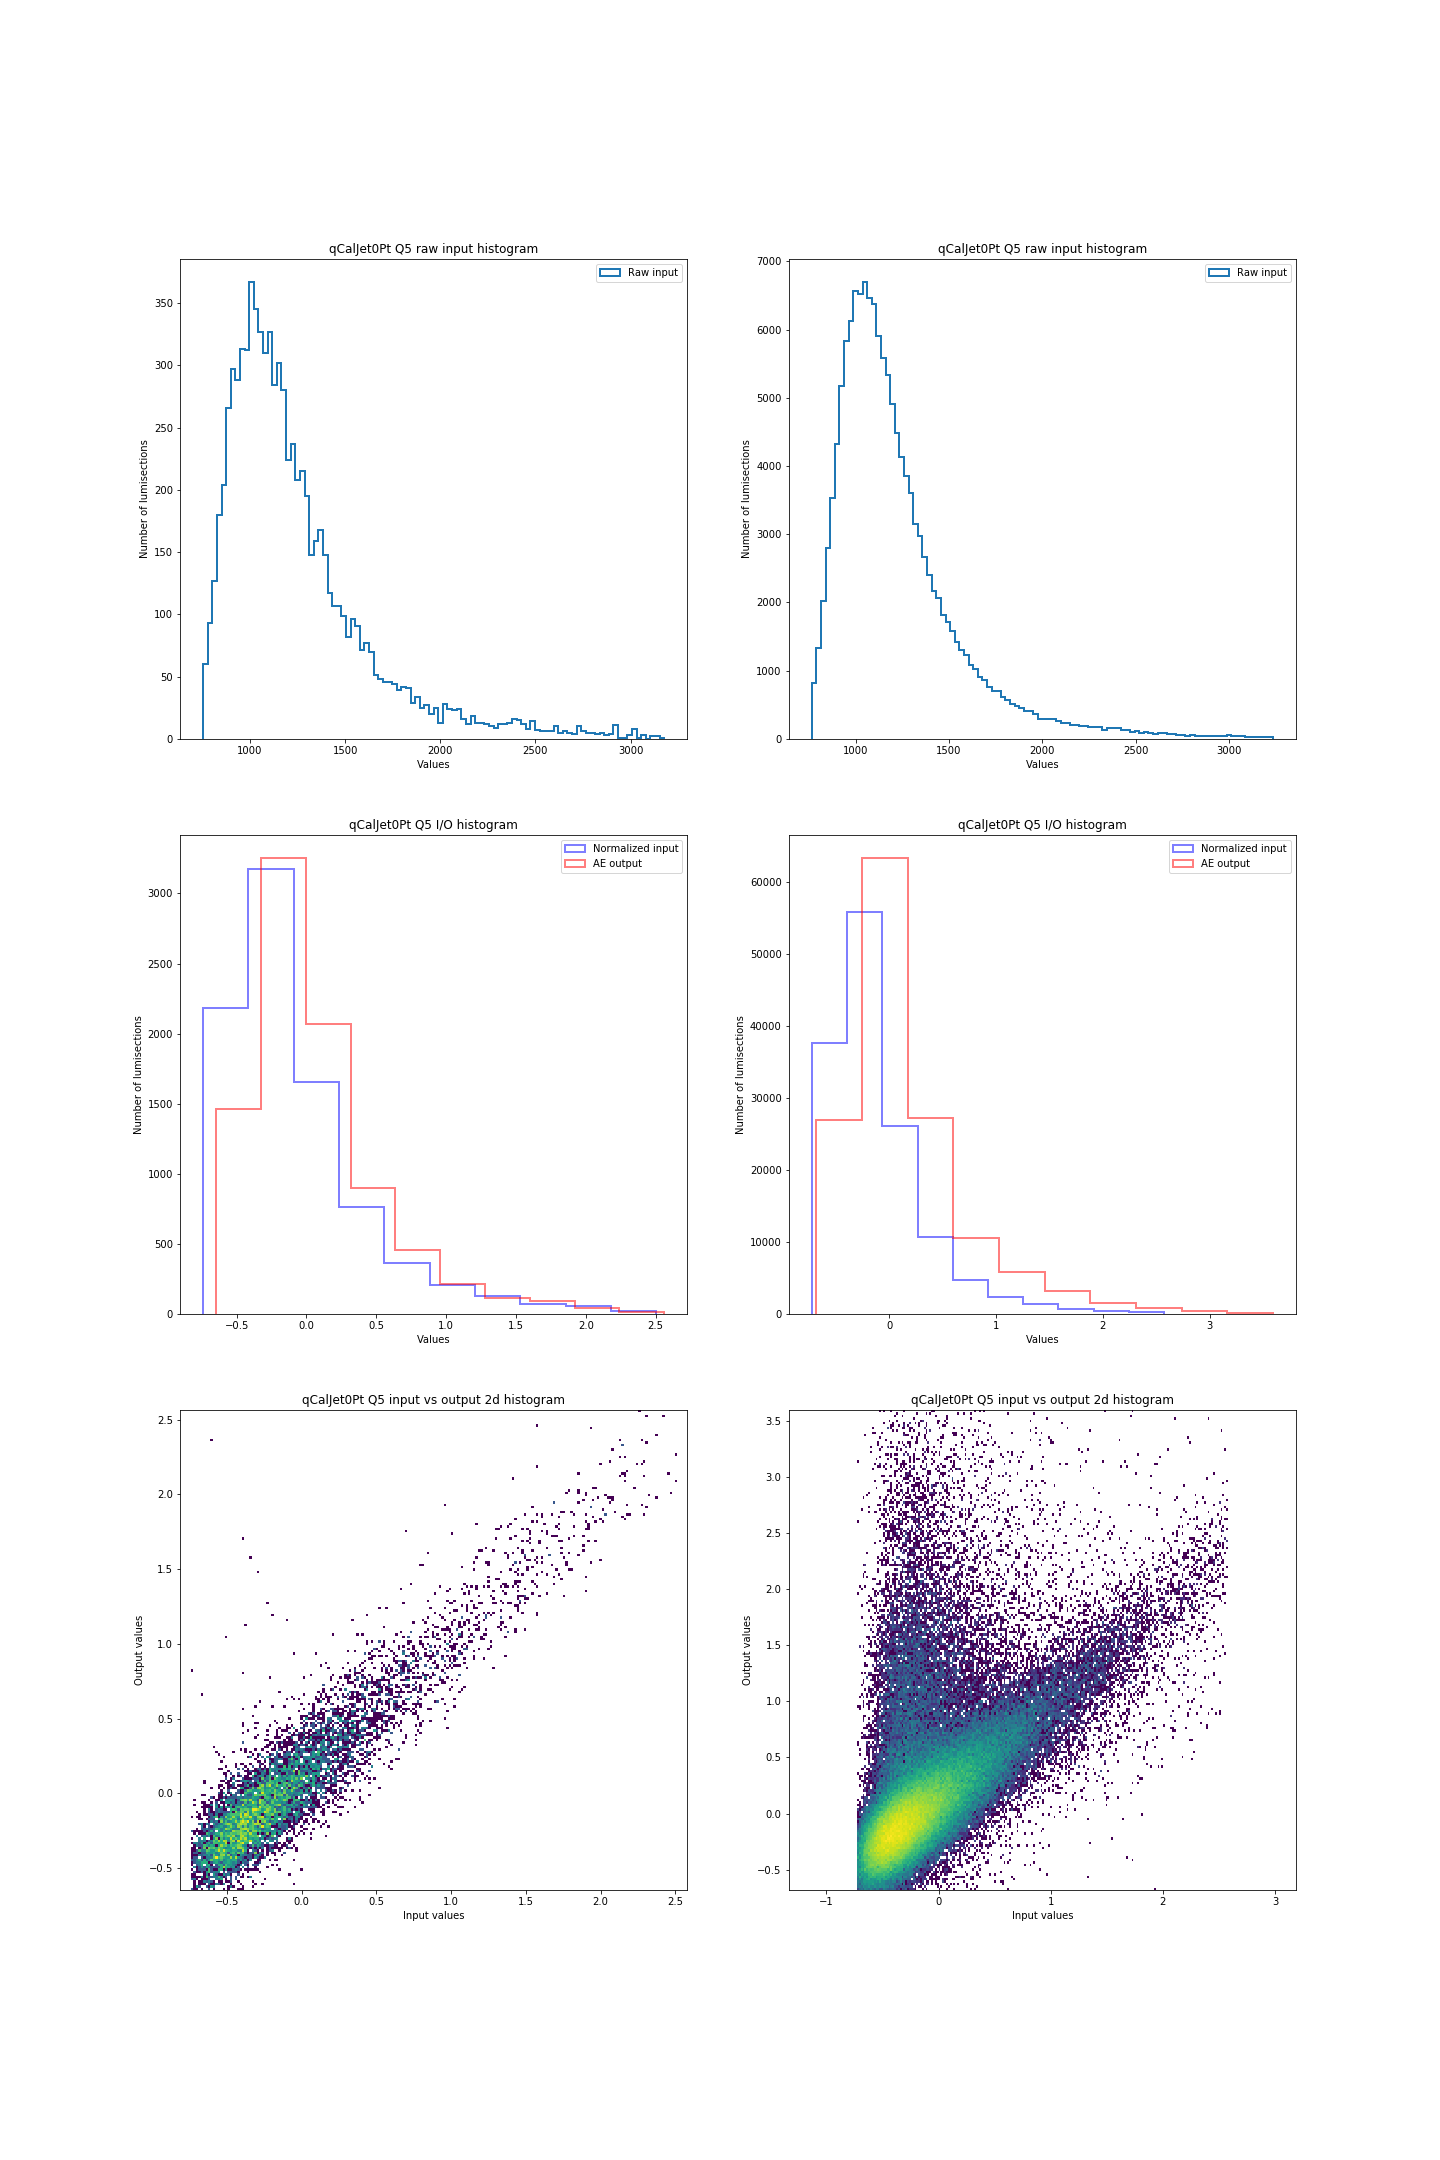 qCalJet0Pt Q5 raw input histogram
Raw input
350
300
250
200
150
100
50
0
Number of lumisections
1000 1500 2000 2500 3000
Values
qCalJet0Pt Q5 raw input histogram
Raw input
7000
6000
5000
4000
3000
2000
1000
0
Number of lumisections
1000 1500 2000 2500 3000
Values
qCalJet0Pt Q5 I/O histogram
Normalized input
AE output
3000
2500
2000
1500
1000
500
0
Number of lumisections
−0.5 0.0 0.5 1.0 1.5 2.0 2.5
Values
qCalJet0Pt Q5 I/O histogram
Normalized input
AE output
60000
50000
40000
30000
20000
10000
0
Number of lumisections
0 1 2 3
Values
qCalJet0Pt Q5 input vs output 2d histogram
2.5
2.0
1.5
1.0
0.5
0.0
−0.5
Output values
−0.5 0.0 0.5 1.0 1.5 2.0 2.5
Input values
qCalJet0Pt Q5 input vs output 2d histogram
3.5
3.0
2.5
2.0
1.5
1.0
0.5
0.0
−0.5
Output values
−1 0 1 2 3
Input values